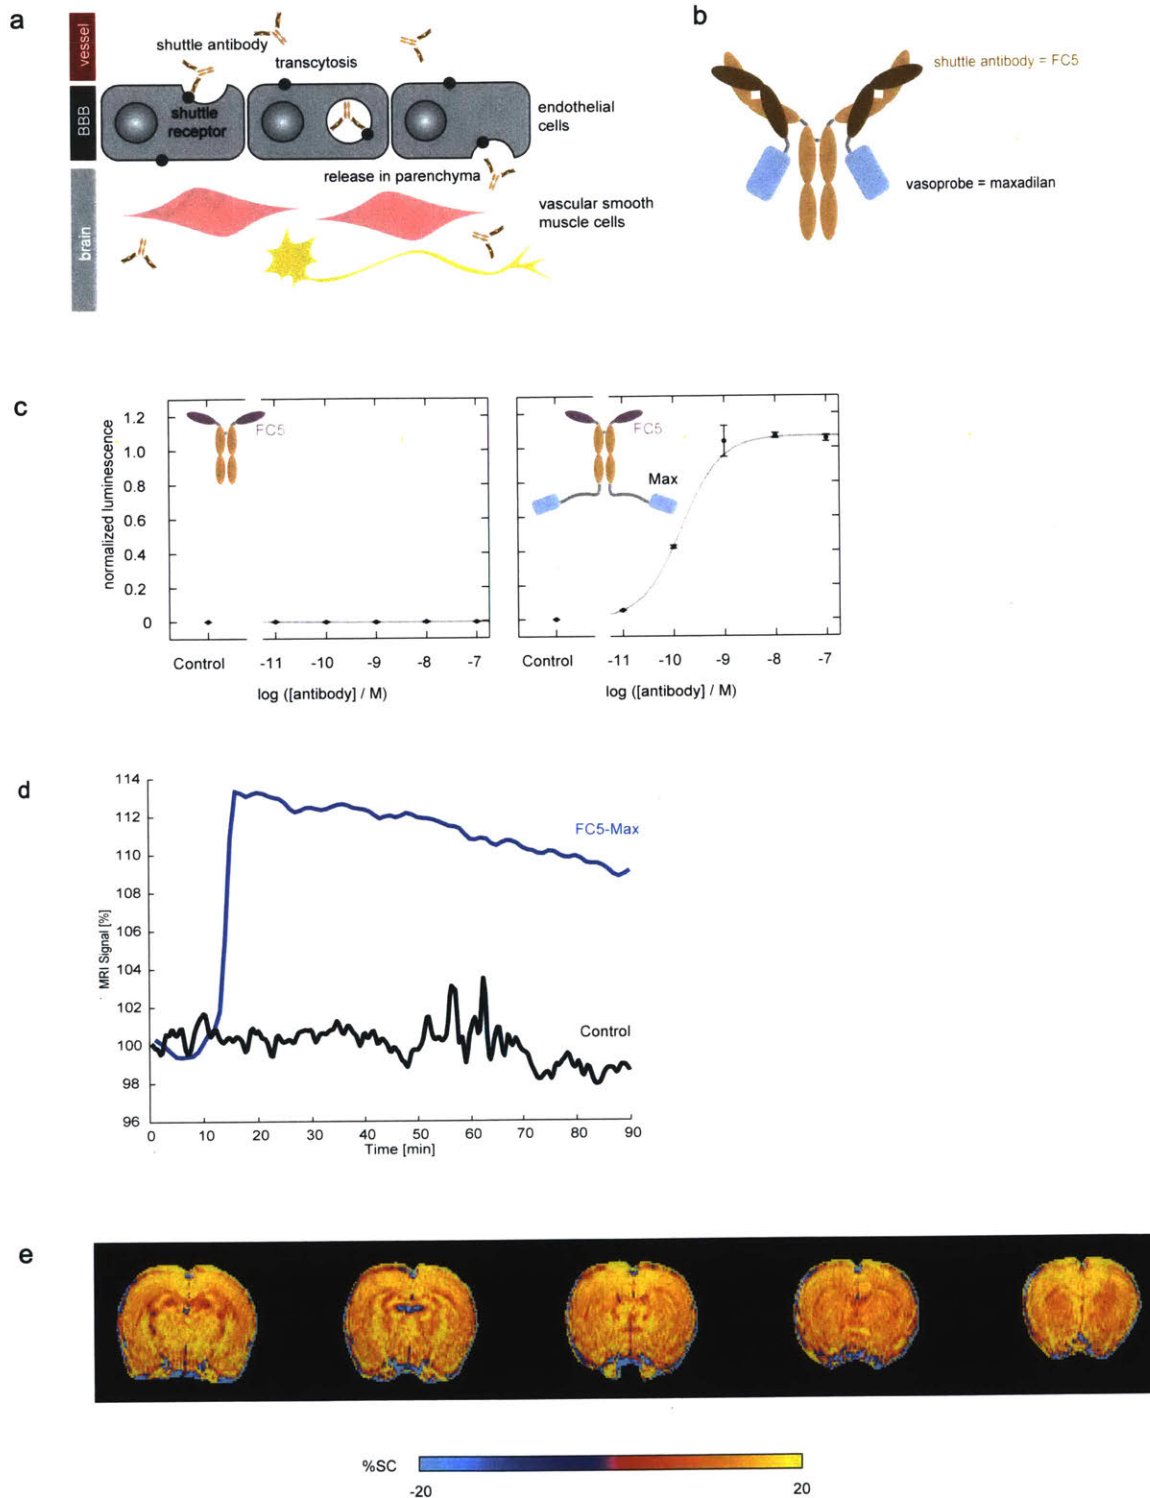 a
vessel
BBB
brain
shuttle antibody
transcytosis
shuttle
receptor
endothelial
cells
release in parenchyma
vascular smooth
muscle cells
b
shuttle antibody = FC5
vasoprobe = maxadilan
c
normalized luminescence
1.2
1.0
0.8
0.6
0.4
0.2
0
FC5
Control
-11
-10
-9
-8
-7
log ([antibody] / M)
FC5
Max
Control
-11
-10
-9
-8
-7
log ([antibody] / M)
d
MRI Signal [%]
114
112
110
108
106
104
102
100
98
96
FC5-Max
Control
0
10
20
30
40
50
60
70
80
90
Time [min]
e
%SC
-20
20